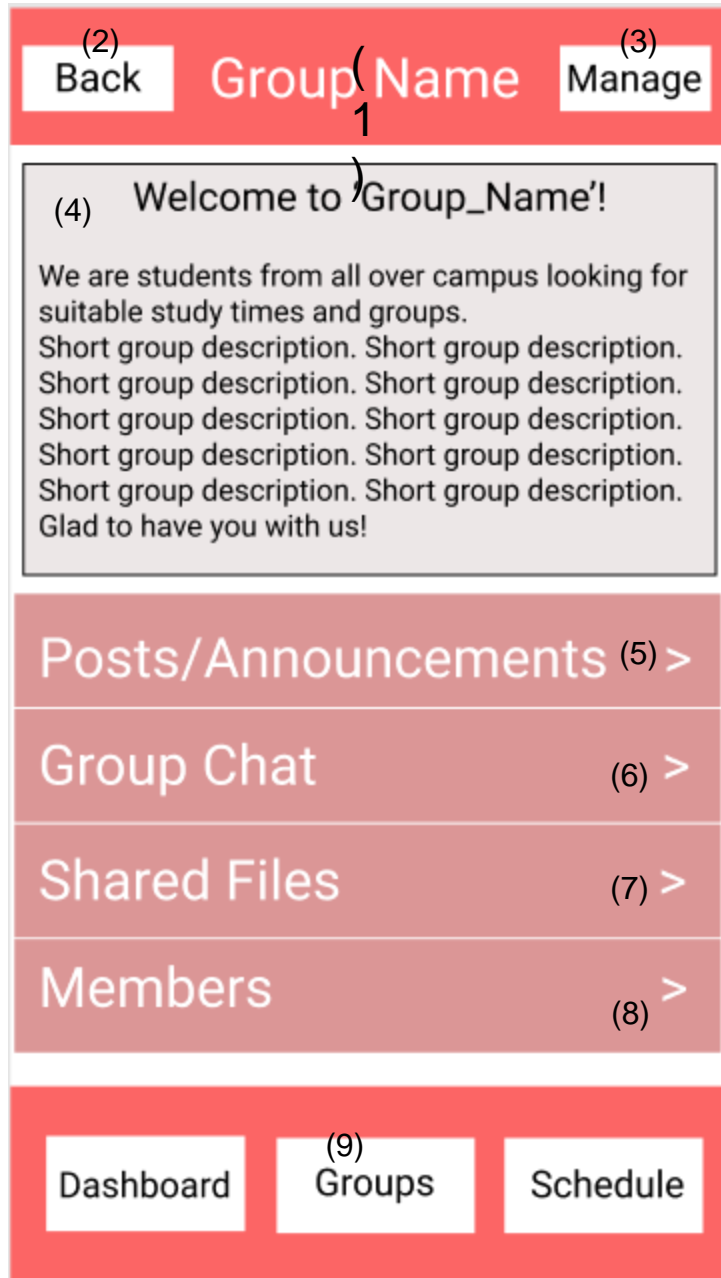 (2) (3)
Back Group Name Manage
(1)
(4) Welcome to 'Group_Name'!
We are students from all over campus looking for
suitable study times and groups.
Short group description. Short group description.
Short group description. Short group description.
Short group description. Short group description.
Short group description. Short group description.
Short group description. Short group description.
Glad to have you with us!
Posts/Announcements (5) >
Group Chat (6) >
Shared Files (7) >
Members (8) >
(9)
Dashboard Groups Schedule